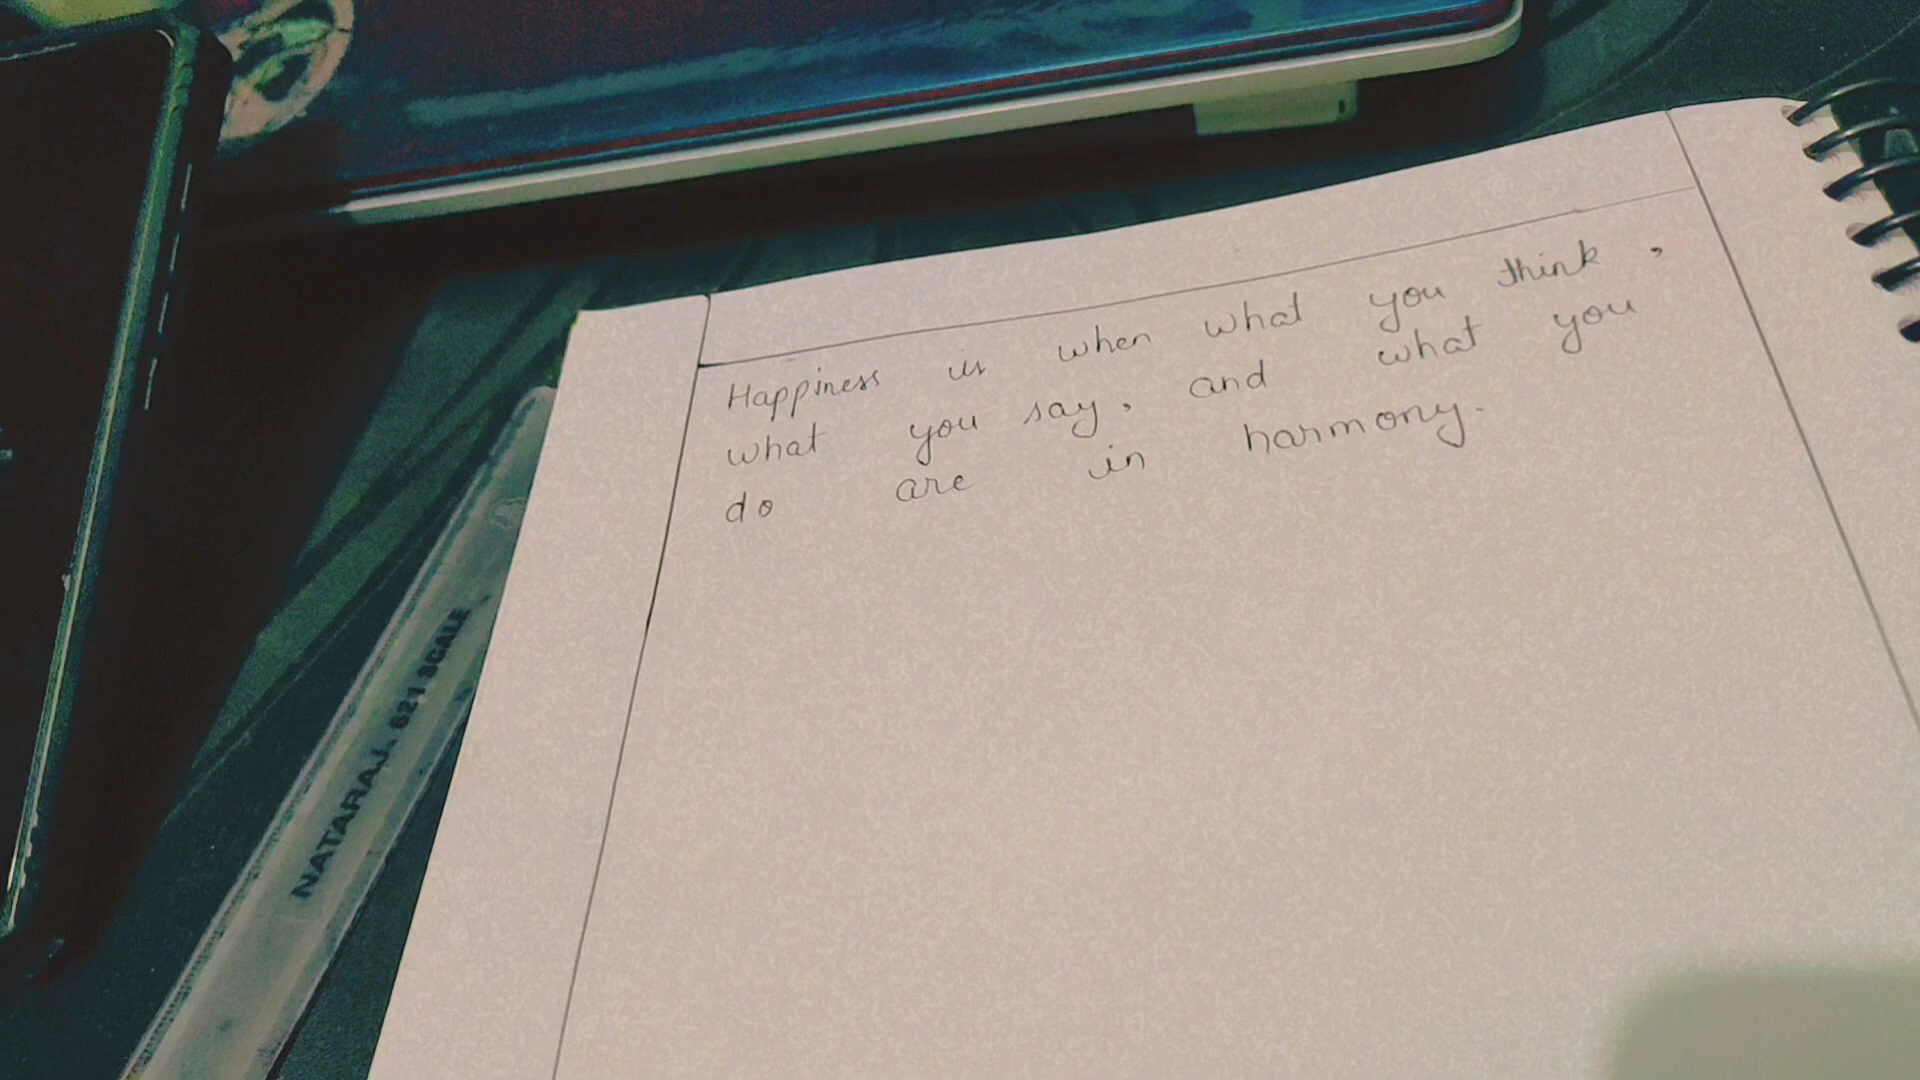 Happiness is when what you think,
what you say, and what you
do are in harmony.
NATARAJ. 621 SCALE